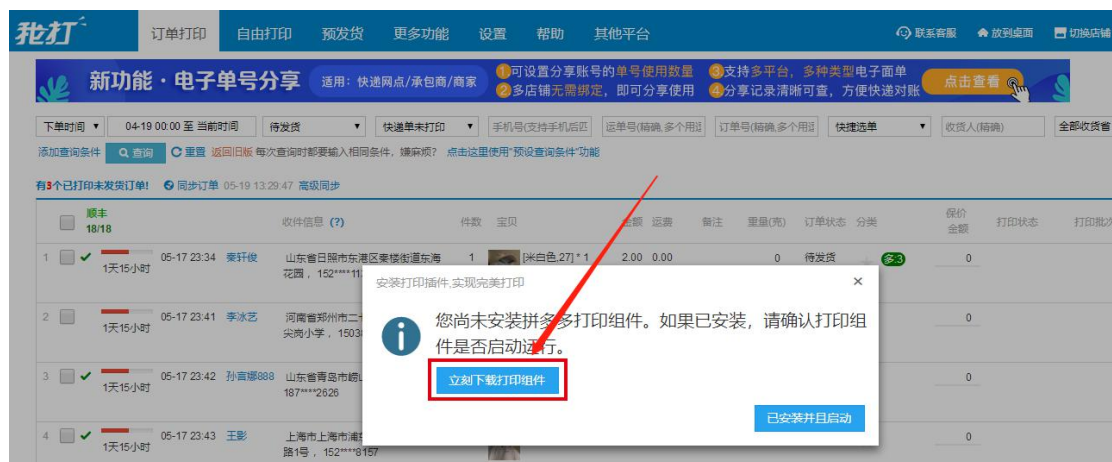 我打
订单打印 自由打印 预发货 更多功能 设置 帮助 其他平台 联系客服 放到桌面 切换店铺
新功能·电子单号分享 适用：快递网点/承包商/商家 1可设置分享账号的单号使用数量 3支持多平台，多种类型电子面单 点击查看
2多店铺无需绑定，即可分享使用 4分享记录清晰可查，方便快递对账
下单时间 04-19 00:00 至 当前时间 待发货 快递单未打印 手机号(支持手机后匹 运单号(精确,多个用逗 订单号(精确,多个用逗 快捷选单 收货人(精确) 全部收货省
添加查询条件 查询 重置 返回旧版 每次查询时都要输入相同条件，嫌麻烦？ 点击这里使用"预设查询条件"功能
有3个已打印未发货订单! 同步订单 05-19 13:29:47 高级同步
顺丰 18/18 收件信息 (?) 件数 宝贝 金额 运费 备注 重量(克) 订单状态 分类 保价金额 打印状态 打印批次
1 1天15小时 05-17 23:34 秦轩俊 山东省日照市东港区秦楼街道东海 1 [米白色,27] * 1 2.00 0.00 0 待发货 多3 0
花园，152****11
2 1天15小时 05-17 23:41 李冰艺 河南省郑州市二 0
尖岗小学，1503
3 1天15小时 05-17 23:42 孙喜娜888 山东省青岛市崂山 0
187****2626
4 1天15小时 05-17 23:43 王影 上海市上海市浦东 0
路1号，152****8157
安装打印插件,实现完美打印 ×
您尚未安装拼多多打印组件。如果已安装，请确认打印组
件是否启动运行。
立刻下载打印组件
已安装并且启动